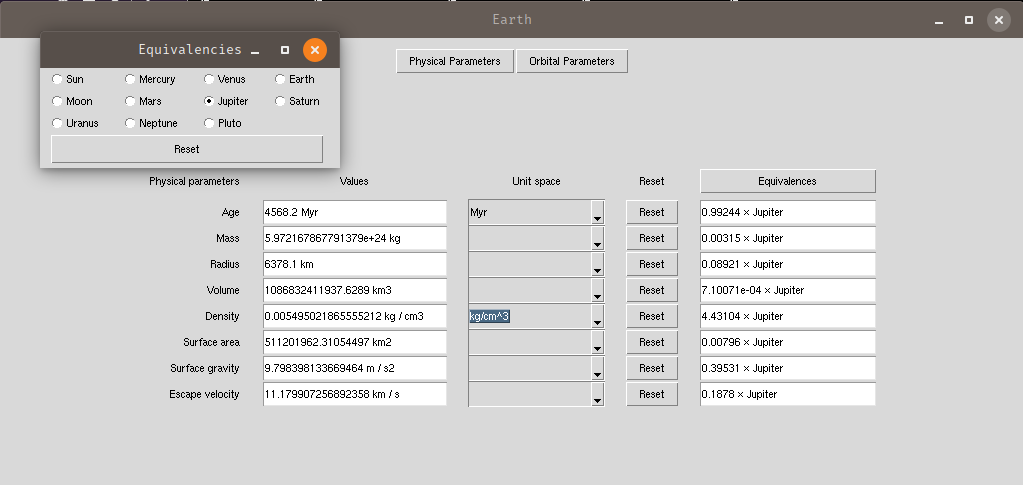 Earth
Equivalencies
Sun Mercury Venus Earth
Moon Mars Jupiter Saturn
Uranus Neptune Pluto
Reset
Physical Parameters Orbital Parameters
Physical parameters Values Unit space Reset Equivalences
Age 4568.2 Myr Myr Reset 0.99244 × Jupiter
Mass 5.972167867791379e+24 kg Reset 0.00315 × Jupiter
Radius 6378.1 km Reset 0.08921 × Jupiter
Volume 1086832411937.6289 km3 Reset 7.10071e-04 × Jupiter
Density 0.005495021865555212 kg / cm3 kg/cm^3 Reset 4.43104 × Jupiter
Surface area 511201962.31054497 km2 Reset 0.00796 × Jupiter
Surface gravity 9.798398133669464 m / s2 Reset 0.39531 × Jupiter
Escape velocity 11.179907256892358 km / s Reset 0.1878 × Jupiter